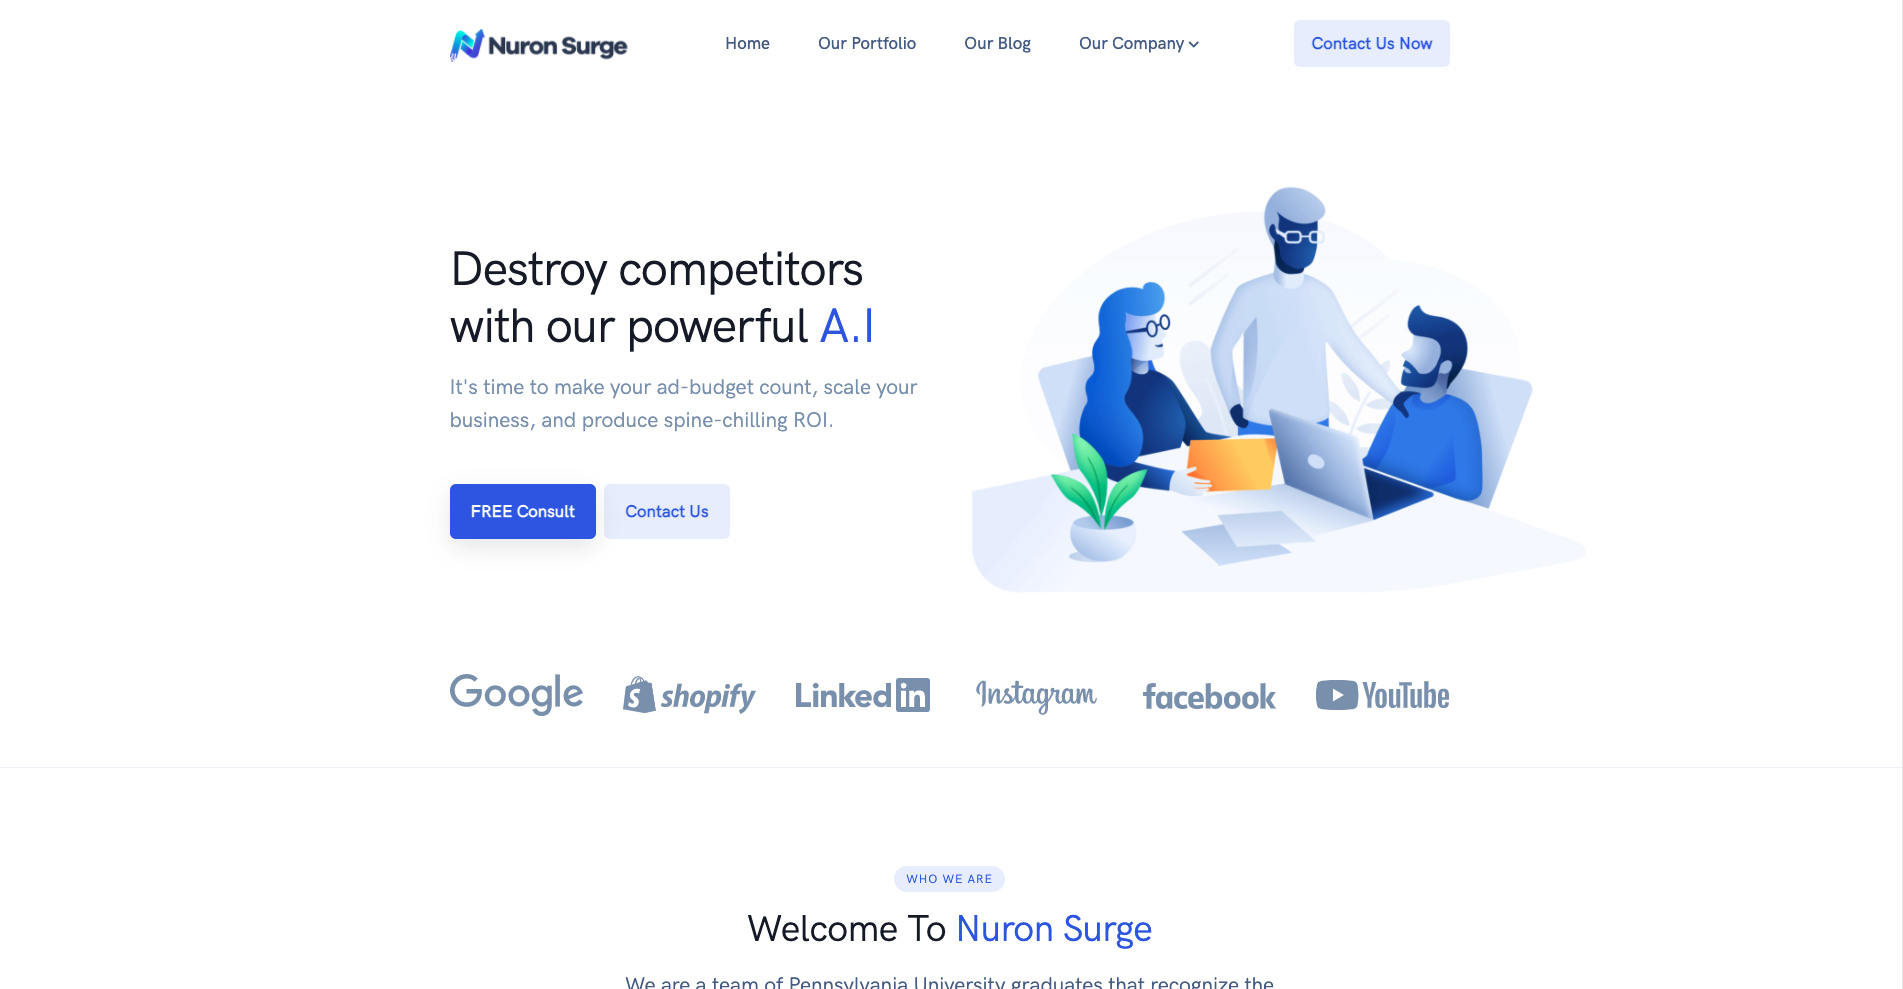 Nuron Surge
Home
Our Portfolio
Our Blog
Our Company
Contact Us Now
Destroy competitors
with our powerful A.I
It's time to make your ad-budget count, scale your
business, and produce spine-chilling ROI.
FREE Consult
Contact Us
Google
shopify
Linked in
Instagram
facebook
YouTube
WHO WE ARE
Welcome To Nuron Surge
We are a team of Pennsylvania University graduates that recognize the